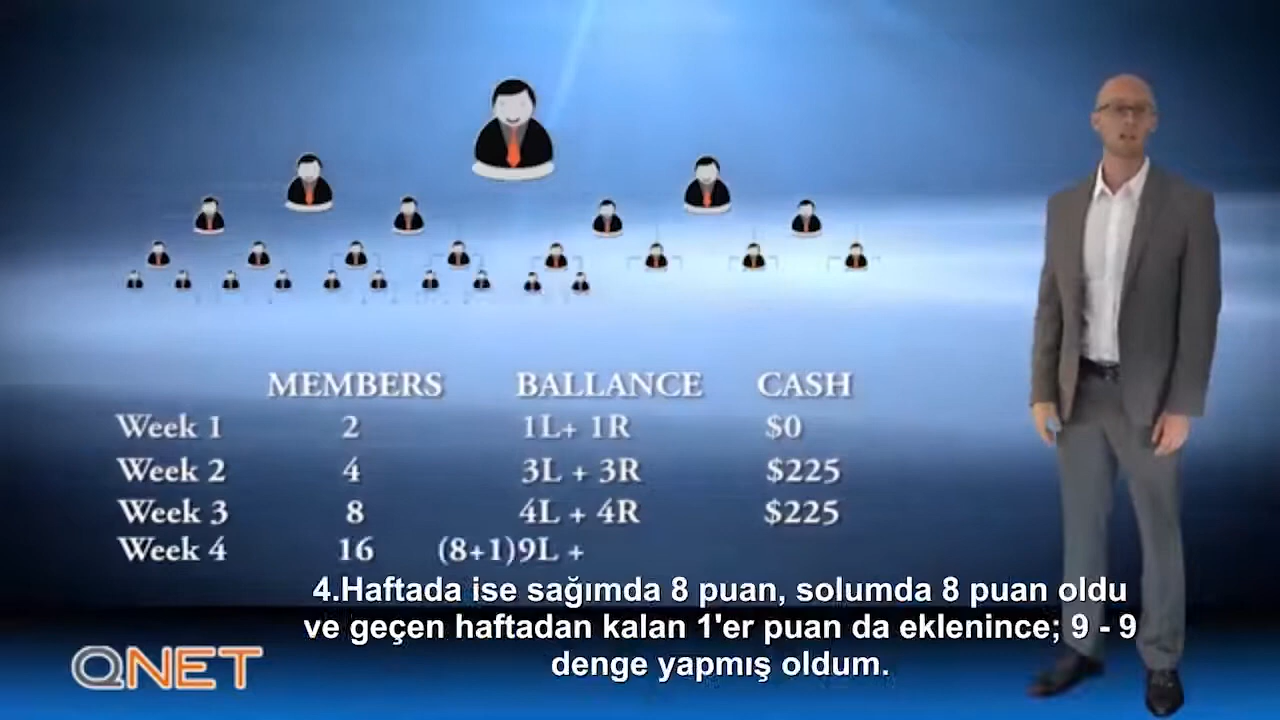 MEMBERS BALLANCE CASH
Week 1 2 1L+ 1R $0
Week 2 4 3L + 3R $225
Week 3 8 4L + 4R $225
Week 4 16 (8+1)9L +
4.Haftada ise sağımda 8 puan, solumda 8 puan oldu
ve geçen haftadan kalan 1'er puan da eklenince; 9 - 9
denge yapmış oldum.
QNET